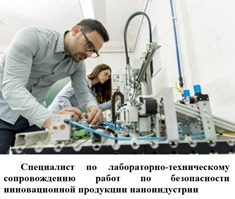 Специалист по лабораторно-техническому
сопровождению работ по безопасности
инновационной продукции наноиндустрии